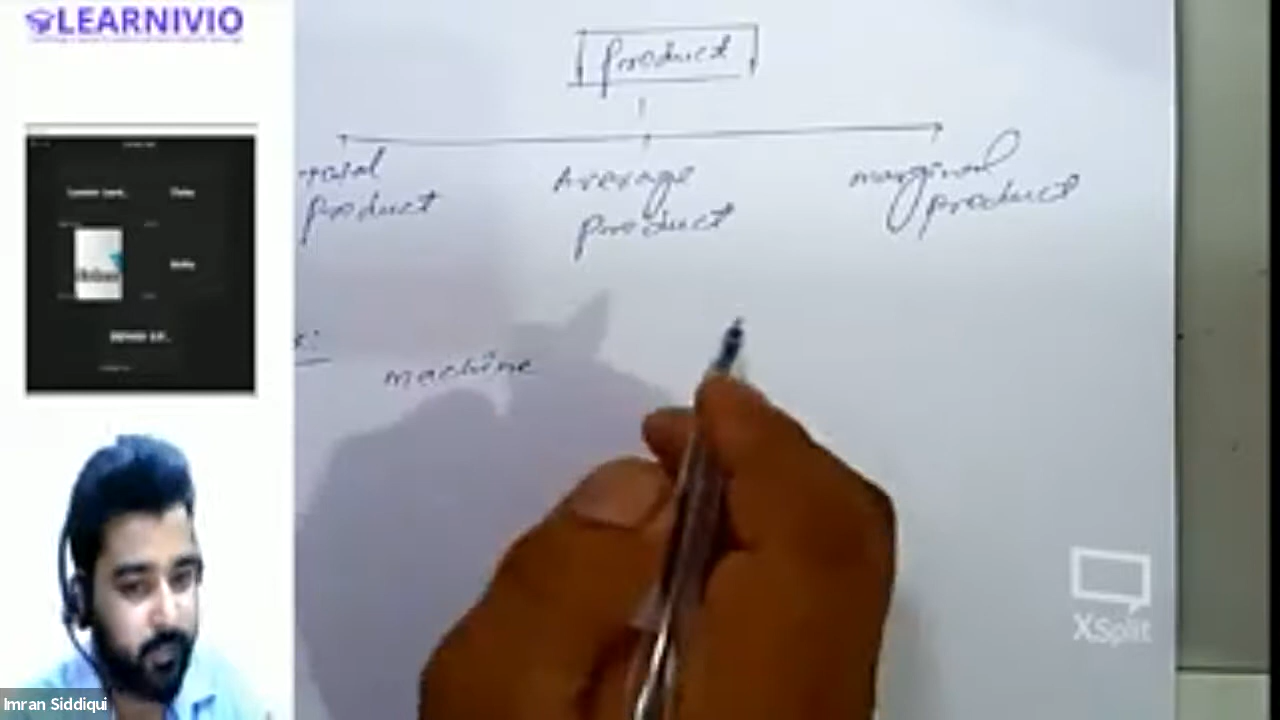 LEARNIVIO
Product
Total
product
Average
product
marginal
product
machine
XSplit
Imran Siddiqui